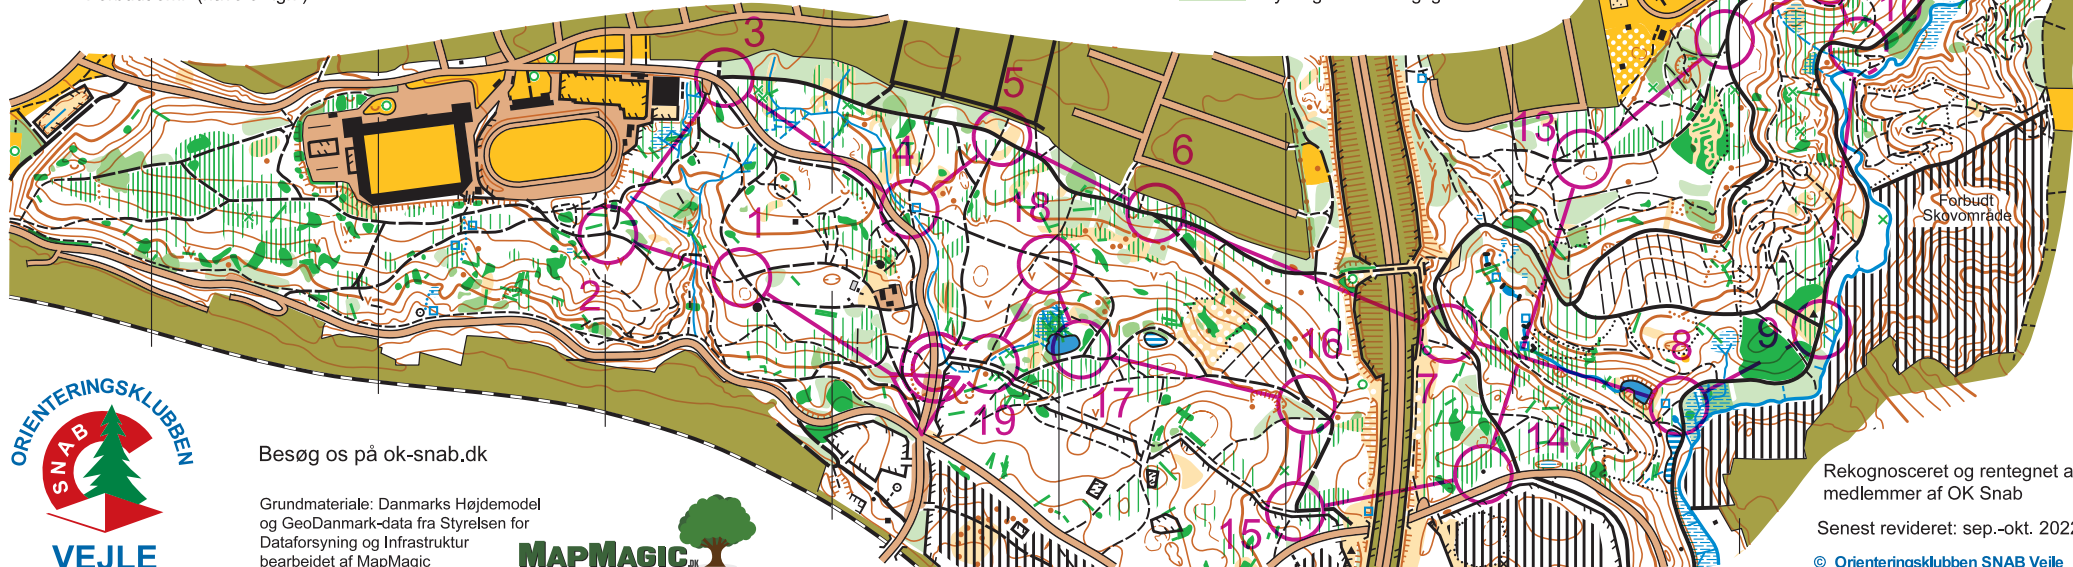 3
10
5
13
6
4
18
1
Forbudt
Skovområde
2
16
8
9
7
17
19
14
15
ORIENTERINGSKLUBBEN
SNAB
VEJLE
Besøg os på ok-snab.dk
Grundmateriale: Danmarks Højdemodel
og GeoDanmark-data fra Styrelsen for
Dataforsyning og Infrastruktur
bearbejdet af MapMagic
MAPMAGIC.DK
Rekognosceret og rentegnet a
medlemmer af OK Snab
Senest revideret: sep.-okt. 2022
© Orienteringsklubben SNAB Vejle